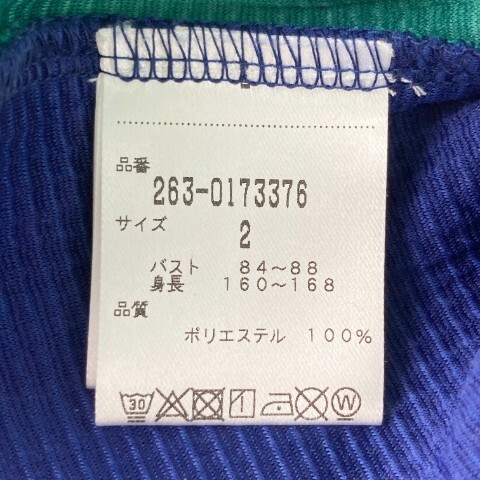 品番
263-0173376
サイズ
2
バスト 84~88
身長 160~168
品質
ポリエステル 100%
30 W